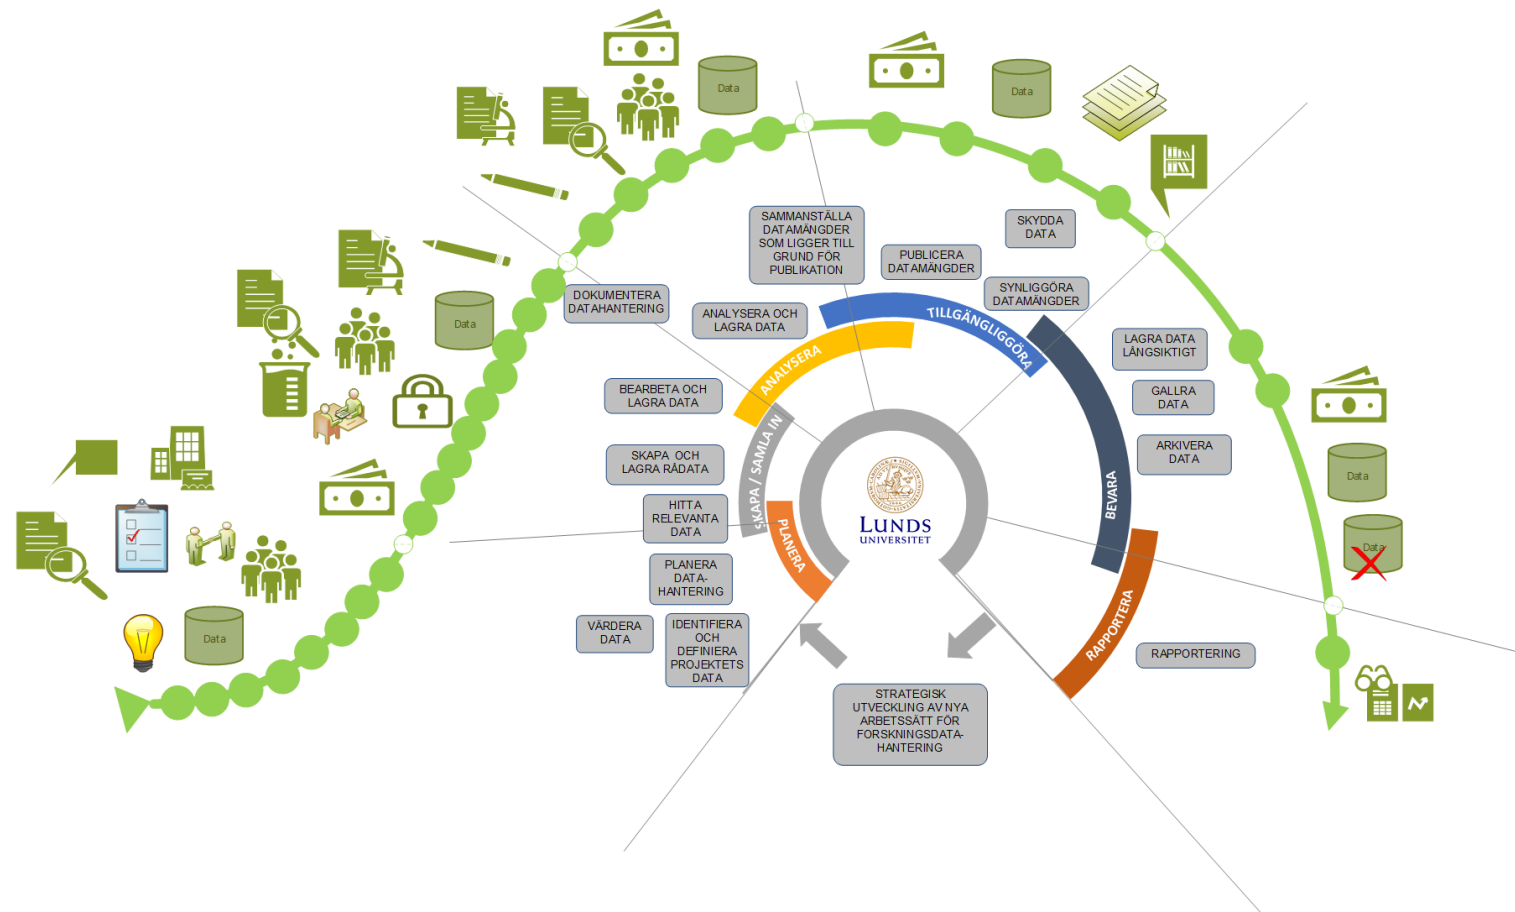 Data
Data
Data
Data
SAMMANSTÄLLA
DATAMÄNGDER
SOM LIGGER TILL
GRUND FÖR
PUBLIKATION
SKYDDA
DATA
PUBLICERA
DATAMÄNGDER
SYNLIGGÖRA
DATAMÄNGDER
DOKUMENTERA
DATAHANTERING
ANALYSERA OCH
LAGRA DATA
TILLGÄNGLIGGÖRA
ANALYSERA
LAGRA DATA
LÅNGSIKTIGT
BEARBETA OCH
LAGRA DATA
GALLRA
DATA
SKAPA / SAMLA IN
ARKIVERA
DATA
SKAPA OCH
LAGRA RÅDATA
BEVARA
HITTA
RELEVANTA
DATA
PLANERA
LUNDS
UNIVERSITET
Data
Data
PLANERA
DATA-
HANTERING
VÄRDERA
DATA
IDENTIFIERA
OCH
DEFINIERA
PROJEKTETS
DATA
RAPPORTERA
RAPPORTERING
STRATEGISK
UTVECKLING AV NYA
ARBETSSÄTT FÖR
FORSKNINGSDATA-
HANTERING